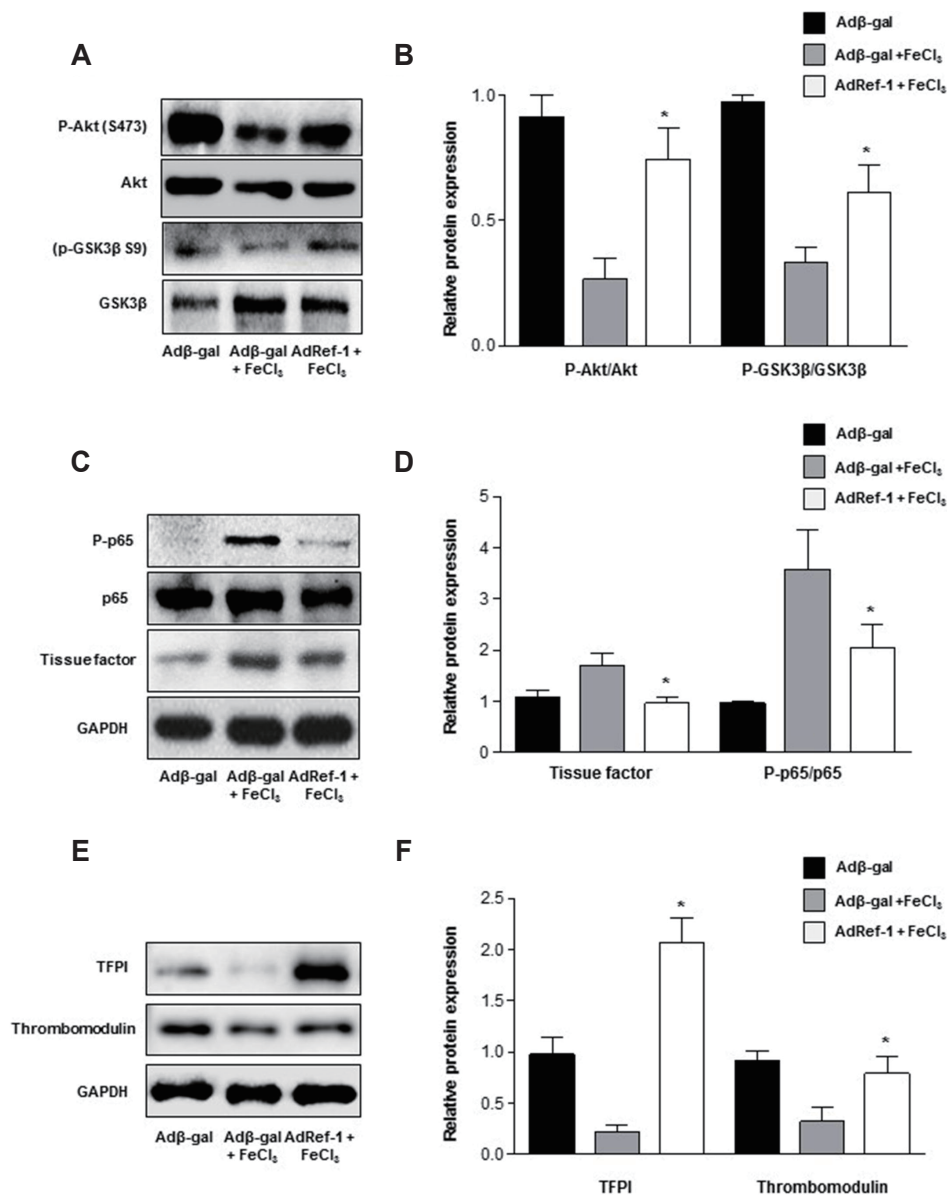 A
P-Akt (S473)
Akt
(p-GSK3β S9)
GSK3β
Adβ-gal
Adβ-gal
+ FeCl₃
AdRef-1 +
FeCl₃
B
Adβ-gal
Adβ-gal +FeCl₃
AdRef-1 + FeCl₃
Relative protein expression
1.0
0.5
0.0
*
*
P-Akt/Akt
P-GSK3β/GSK3β
C
P-p65
p65
Tissue factor
GAPDH
Adβ-gal
Adβ-gal
+ FeCl₃
AdRef-1 +
FeCl₃
D
Adβ-gal
Adβ-gal +FeCl₃
AdRef-1 + FeCl₃
Relative protein expression
5
4
3
2
1
0
*
*
Tissue factor
P-p65/p65
E
TFPI
Thrombomodulin
GAPDH
Adβ-gal
Adβ-gal
+ FeCl₃
AdRef-1 +
FeCl₃
F
Adβ-gal
Adβ-gal +FeCl₃
AdRef-1 + FeCl₃
Relative protein expression
2.5
2.0
1.5
1.0
0.5
0.0
*
*
TFPI
Thrombomodulin